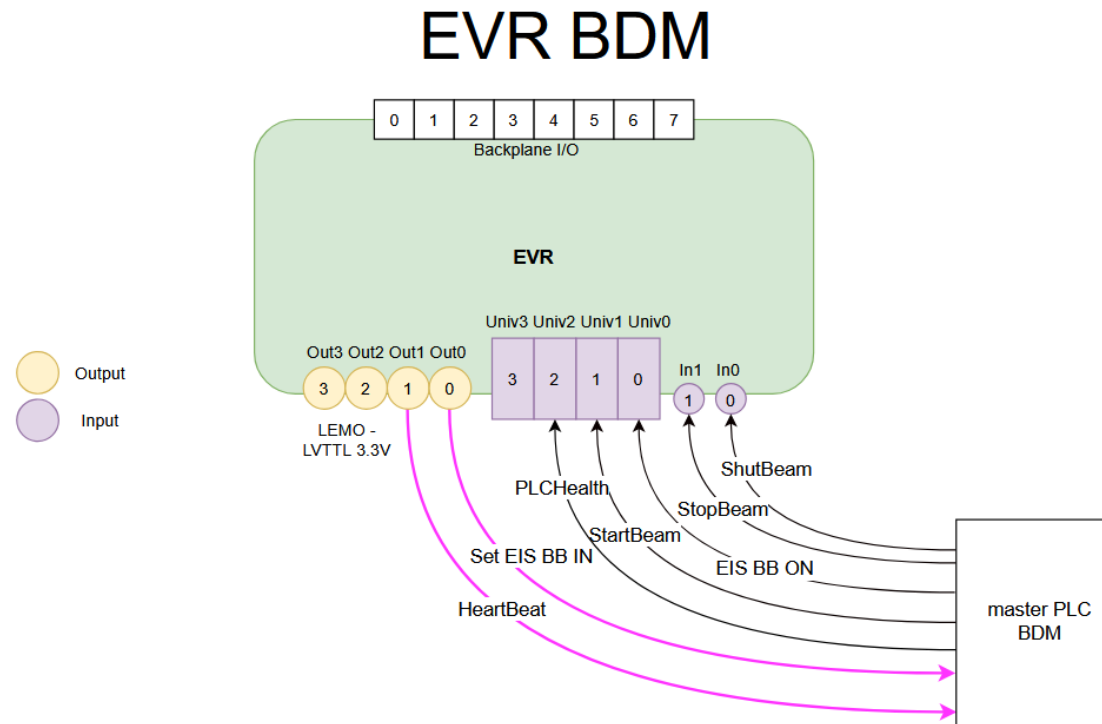 EVR BDM
0 1 2 3 4 5 6 7
Backplane I/O
EVR
Univ3 Univ2 Univ1 Univ0
Out3 Out2 Out1 Out0
In1 In0
3 2 1 0
3 2 1 0
1 0
Output
Input
LEMO -
LVTTL 3.3V
ShutBeam
PLCHealth
StopBeam
StartBeam
Set EIS BB IN
EIS BB ON
HeartBeat
master PLC
BDM